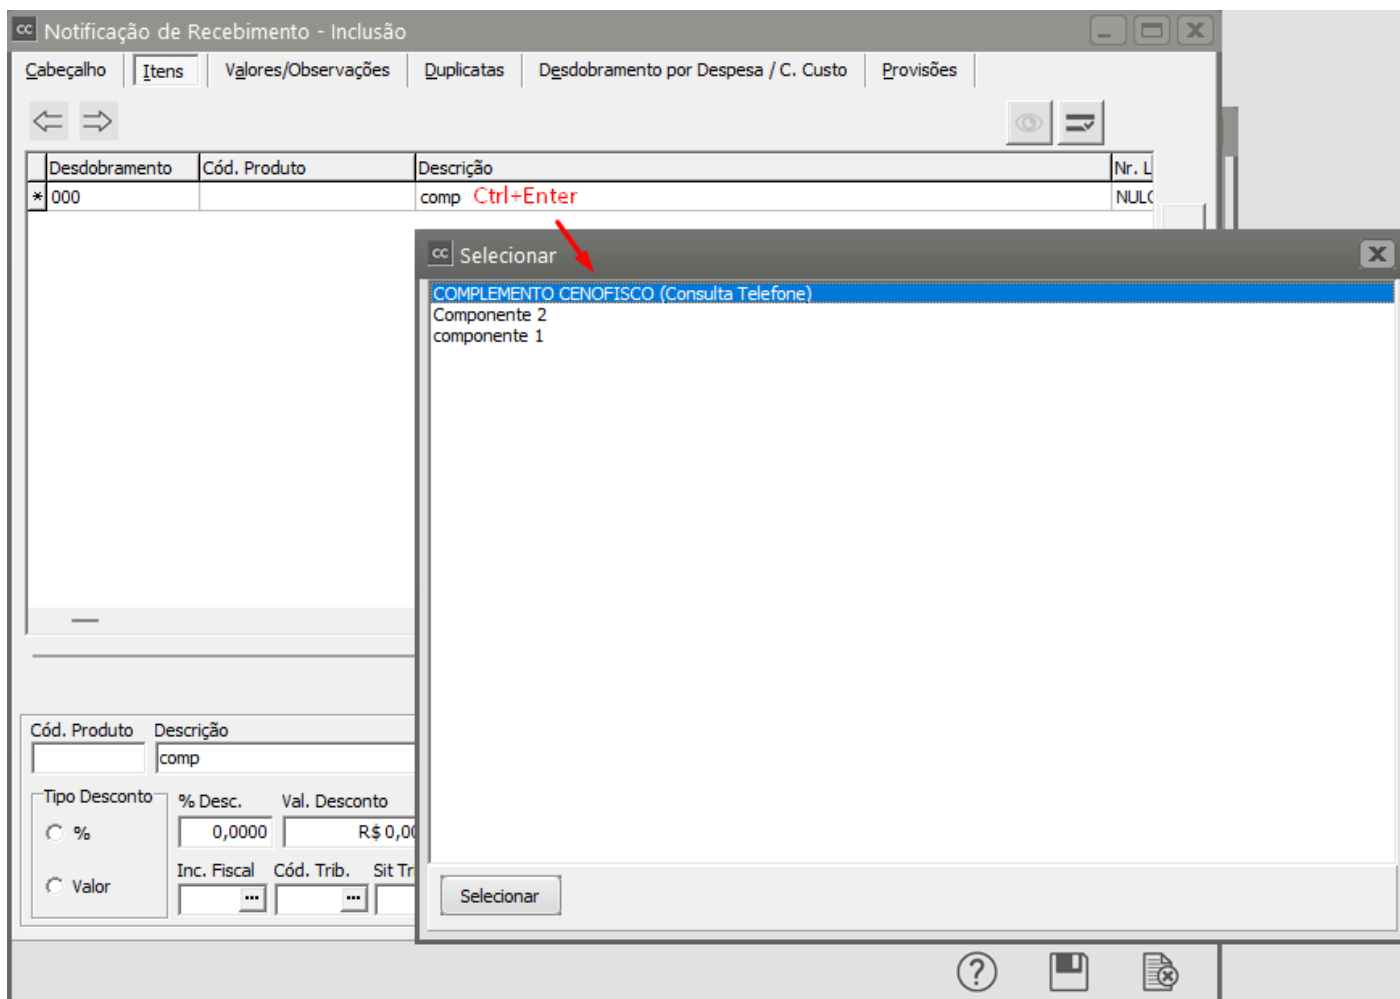 cc Notificação de Recebimento - Inclusão
Cabeçalho Itens Valores/Observações Duplicatas Desdobramento por Despesa / C. Custo Provisões
Desdobramento Cód. Produto Descrição Nr. L
* 000 comp Ctrl+Enter NULO
cc Selecionar
COMPLEMENTO CENOFISCO (Consulta Telefone)
Componente 2
componente 1
Cód. Produto Descrição
comp
Tipo Desconto % Desc. Val. Desconto
% 0,0000 R$ 0,00
Inc. Fiscal Cód. Trib. Sit Tr
Valor ... ...
Selecionar